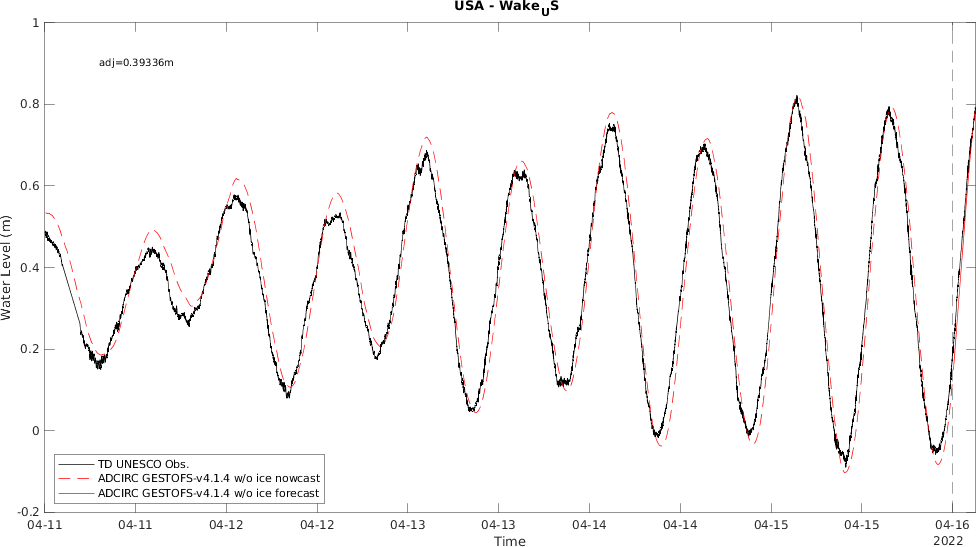 USA - WakeUS
adj=0.39336m
1
0.8
0.6
0.4
0.2
0
-0.2
Water Level (m)
TD UNESCO Obs.
ADCIRC GESTOFS-v4.1.4 w/o ice nowcast
ADCIRC GESTOFS-v4.1.4 w/o ice forecast
04-11 04-11 04-12 04-12 04-13 04-13 04-14 04-14 04-15 04-15 04-16
2022
Time